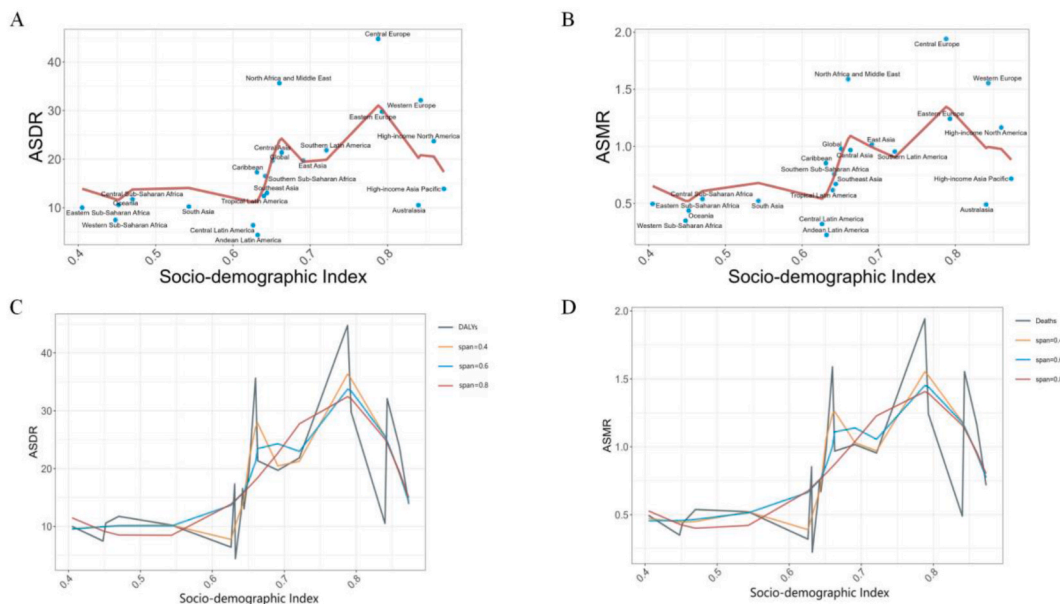 A
Central Europe
North Africa and Middle East
Western Europe
Eastern Europe
High-income North America
Central Asia
Southern Latin America
Global
East Asia
Caribbean
Southern Sub-Saharan Africa
Southeast Asia
High-income Asia Pacific
Central Sub-Saharan Africa
Tropical Latin America
Oceania
Eastern Sub-Saharan Africa
South Asia
Australasia
Western Sub-Saharan Africa
Central Latin America
Andean Latin America
ASDR
40
30
20
10
0.4
0.5
0.6
0.7
0.8
Socio-demographic Index
B
Central Europe
North Africa and Middle East
Western Europe
Eastern Europe
High-income North America
Global
East Asia
Caribbean
Central Asia
Southern Latin America
Southern Sub-Saharan Africa
Southeast Asia
High-income Asia Pacific
Central Sub-Saharan Africa
Tropical Latin America
Eastern Sub-Saharan Africa
South Asia
Australasia
Oceania
Western Sub-Saharan Africa
Central Latin America
Andean Latin America
ASMR
2.0
1.5
1.0
0.5
0.4
0.5
0.6
0.7
0.8
Socio-demographic Index
C
DALYs
span=0.4
span=0.6
span=0.8
ASDR
40
30
20
10
0.4
0.5
0.6
0.7
0.8
Socio-demographic Index
D
Deaths
span=0.4
span=0.
span=0.
ASMR
2.0
1.5
1.0
0.5
0.4
0.5
0.6
0.7
0.8
Socio-demographic Index